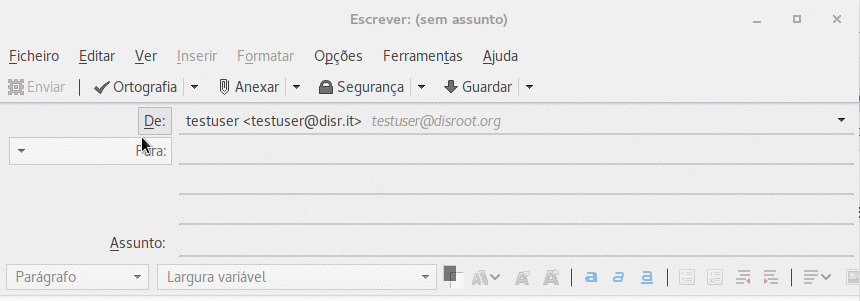 Escrever: (sem assunto)
Ficheiro Editar Ver Inserir Formatar Opções Ferramentas Ajuda
Enviar Ortografia Anexar Segurança Guardar
De: testuser <testuser@disr.it> testuser@disroot.org
Para:
Assunto:
Parágrafo Largura variável